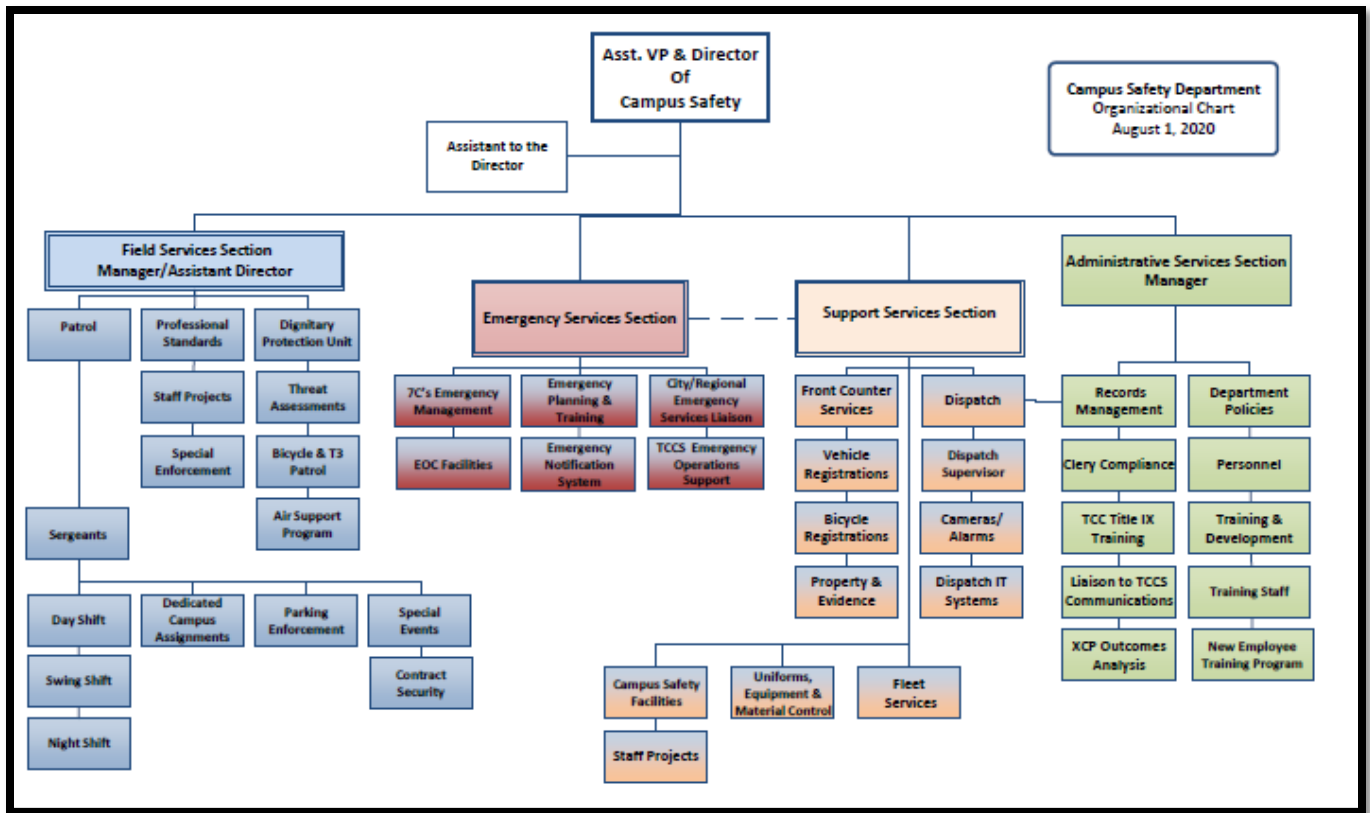 Asst. VP & Director
Of
Campus Safety
Campus Safety Department
Organizational Chart
August 1, 2020
Assistant to the
Director
Field Services Section
Manager/Assistant Director
Emergency Services Section
Support Services Section
Administrative Services Section
Manager
Patrol
Professional
Standards
Dignitary
Protection Unit
Staff Projects
Threat
Assessments
Special
Enforcement
Bicycle & T3
Patrol
Air Support
Program
Sergeants
Day Shift
Dedicated
Campus
Assignments
Parking
Enforcement
Special
Events
Swing Shift
Contract
Security
Night Shift
7C's Emergency
Management
Emergency
Planning &
Training
City/Regional
Emergency
Services Liaison
EOC Facilities
Emergency
Notification
System
TCCS Emergency
Operations
Support
Front Counter
Services
Dispatch
Vehicle
Registrations
Dispatch
Supervisor
Bicycle
Registrations
Cameras/
Alarms
Property &
Evidence
Dispatch IT
Systems
Campus Safety
Facilities
Uniforms,
Equipment &
Material Control
Fleet
Services
Staff Projects
Records
Management
Department
Policies
Clery Compliance
Personnel
TCC Title IX
Training
Training &
Development
Liaison to TCCS
Communications
Training Staff
XCP Outcomes
Analysis
New Employee
Training Program